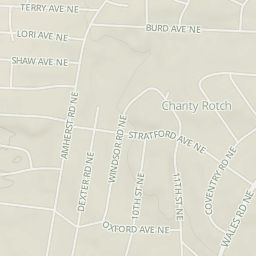 TERRY AVE NE
BURD AVE NE
LORI AVE NE
SHAW AVE NE
Charity Rotch
AMHERST RD NE
WINDSOR RD NE
STRATFORD AVE NE
DEXTER RD NE
10TH ST NE
11TH ST NE
COVENTRY RD NE
WALES RD NE
OXFORD AVE NE